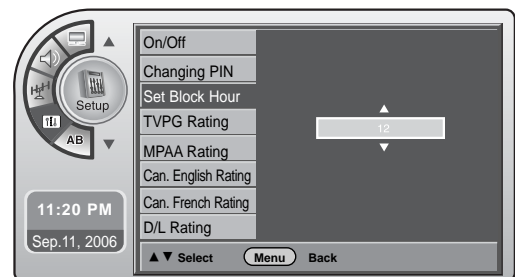 On/Off
Changing PIN
Set Block Hour
TVPG Rating
MPAA Rating
Can. English Rating
Can. French Rating
D/L Rating
12
Setup
AB
11:20 PM
Sep.11, 2006
▲ ▼ Select Menu Back